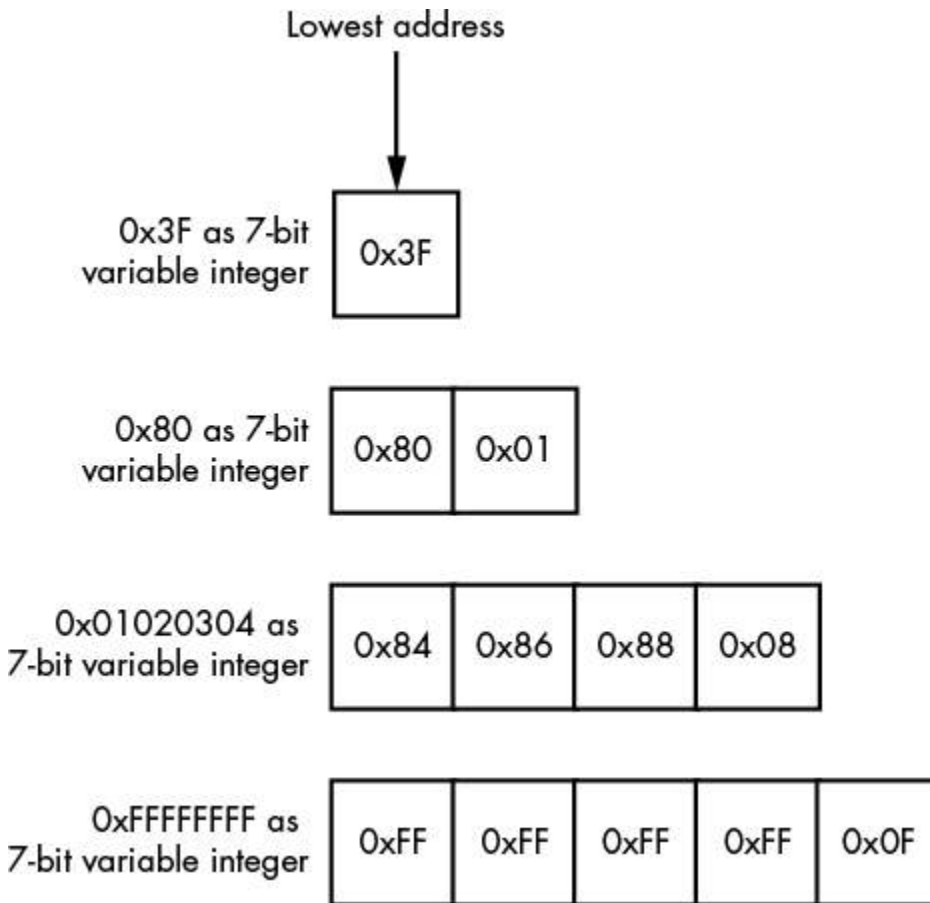 Lowest address
0x3F as 7-bit
variable integer
0x3F
0x80 as 7-bit
variable integer
0x80 0x01
0x01020304 as
7-bit variable integer
0x84 0x86 0x88 0x08
0xFFFFFFFF as
7-bit variable integer
0xFF 0xFF 0xFF 0xFF 0x0F